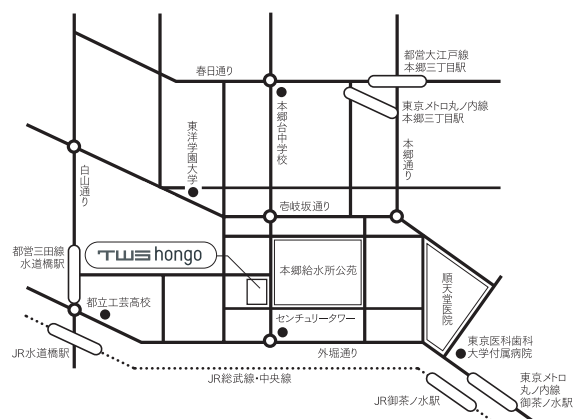 都営大江戸線
本郷三丁目駅
春日通り
東京メトロ丸ノ内線
本郷三丁目駅
本郷台中学校
東洋学園大学
本郷通り
白山通り
壱岐坂通り
都営三田線
水道橋駅
TWS hongo
本郷給水所公苑
順天堂医院
都立工芸高校
センチュリータワー
東京医科歯科
大学付属病院
外堀通り
JR水道橋駅
JR総武線・中央線
東京メトロ
丸ノ内線
御茶ノ水駅
JR御茶ノ水駅